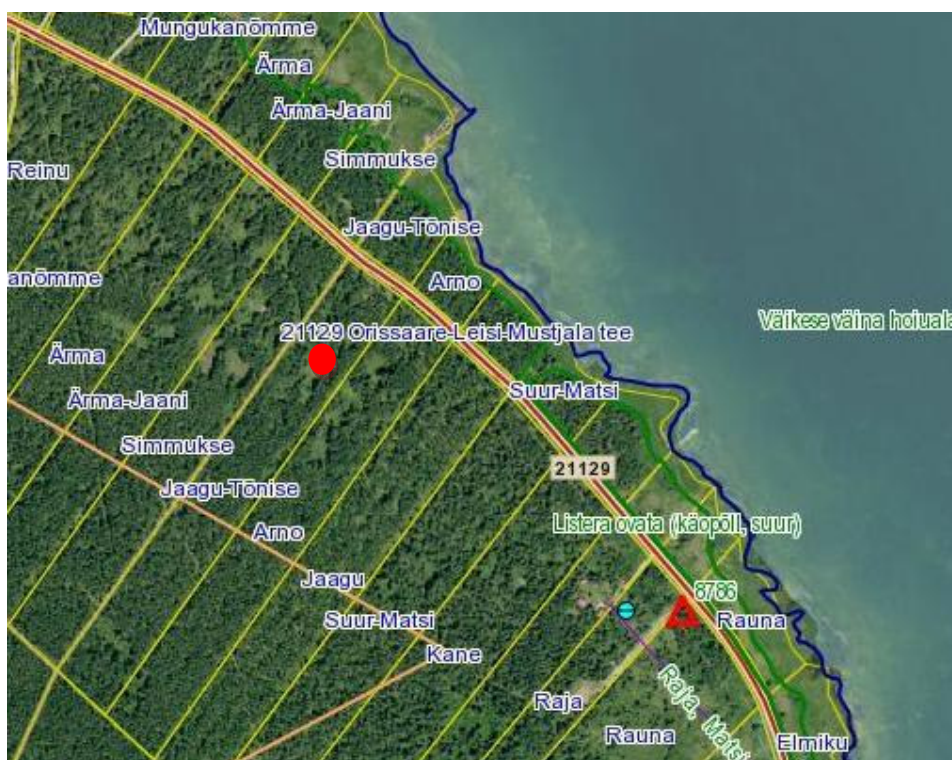 Mungukanõmme
Ärma
Ärma-Jaani
Simmukse
Reinu
Jaagu-Tõnise
anõmme
Arno
Väikese väina hoiuala
21129 Orissaare-Leisi-Mustjala tee
Ärma
Suur-Matsi
Ärma-Jaani
Simmukse
21129
Jaagu-Tõnise
Listera ovata (käopõll, suur)
Arno
Jaagu
8786
Suur-Matsi
Rauna
Kane
Raja
Raja, Matsi
Rauna
Elmiku